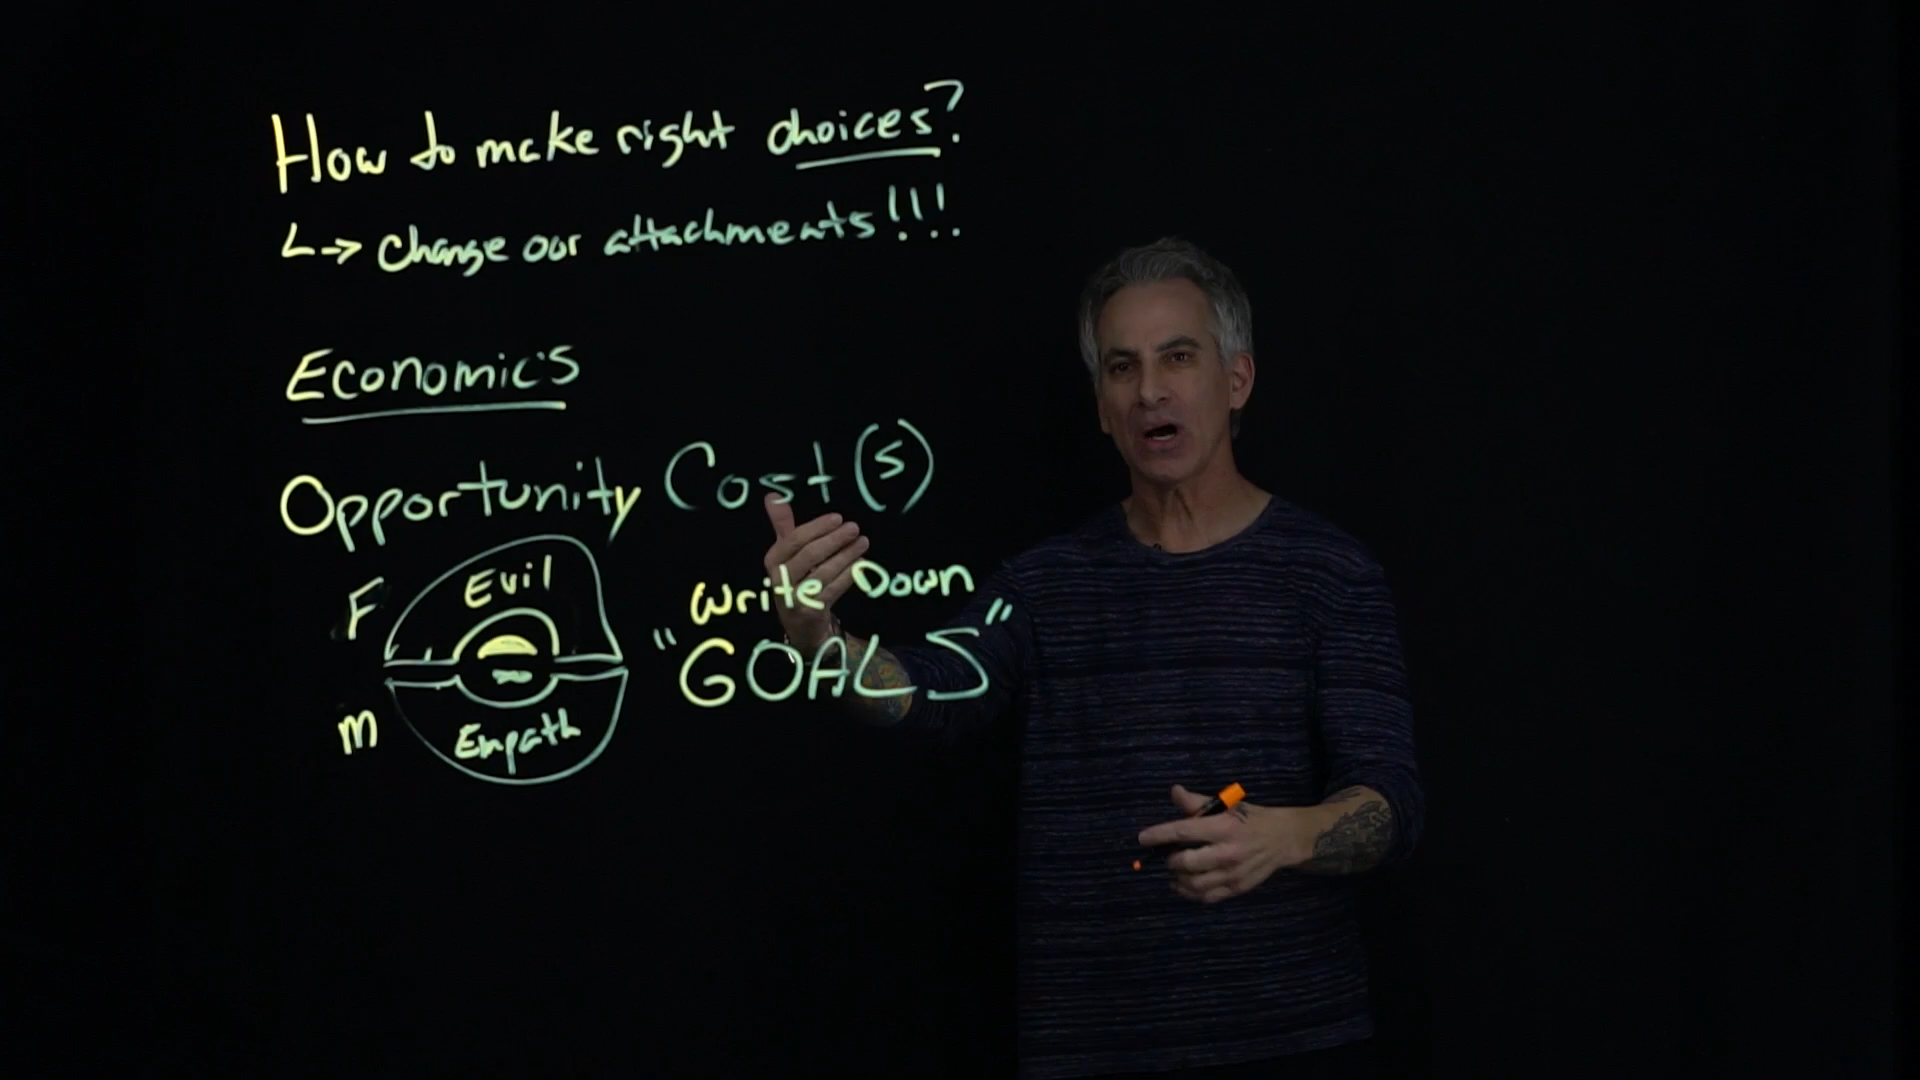 How to make right choices?
↳ change our attachments!!!
Economics
Opportunity Cost(s)
F
Evil
Write Down
"GOALS"
M
Empath